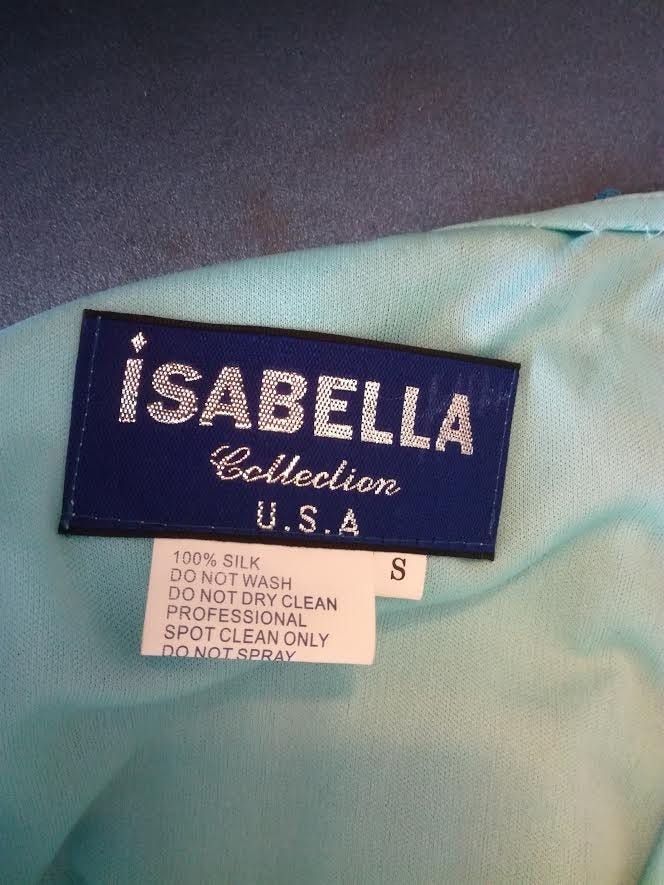 iSABELLA
Collection
U.S.A
100% SILK
DO NOT WASH
DO NOT DRY CLEAN
PROFESSIONAL
SPOT CLEAN ONLY
DO NOT SPRAY
S